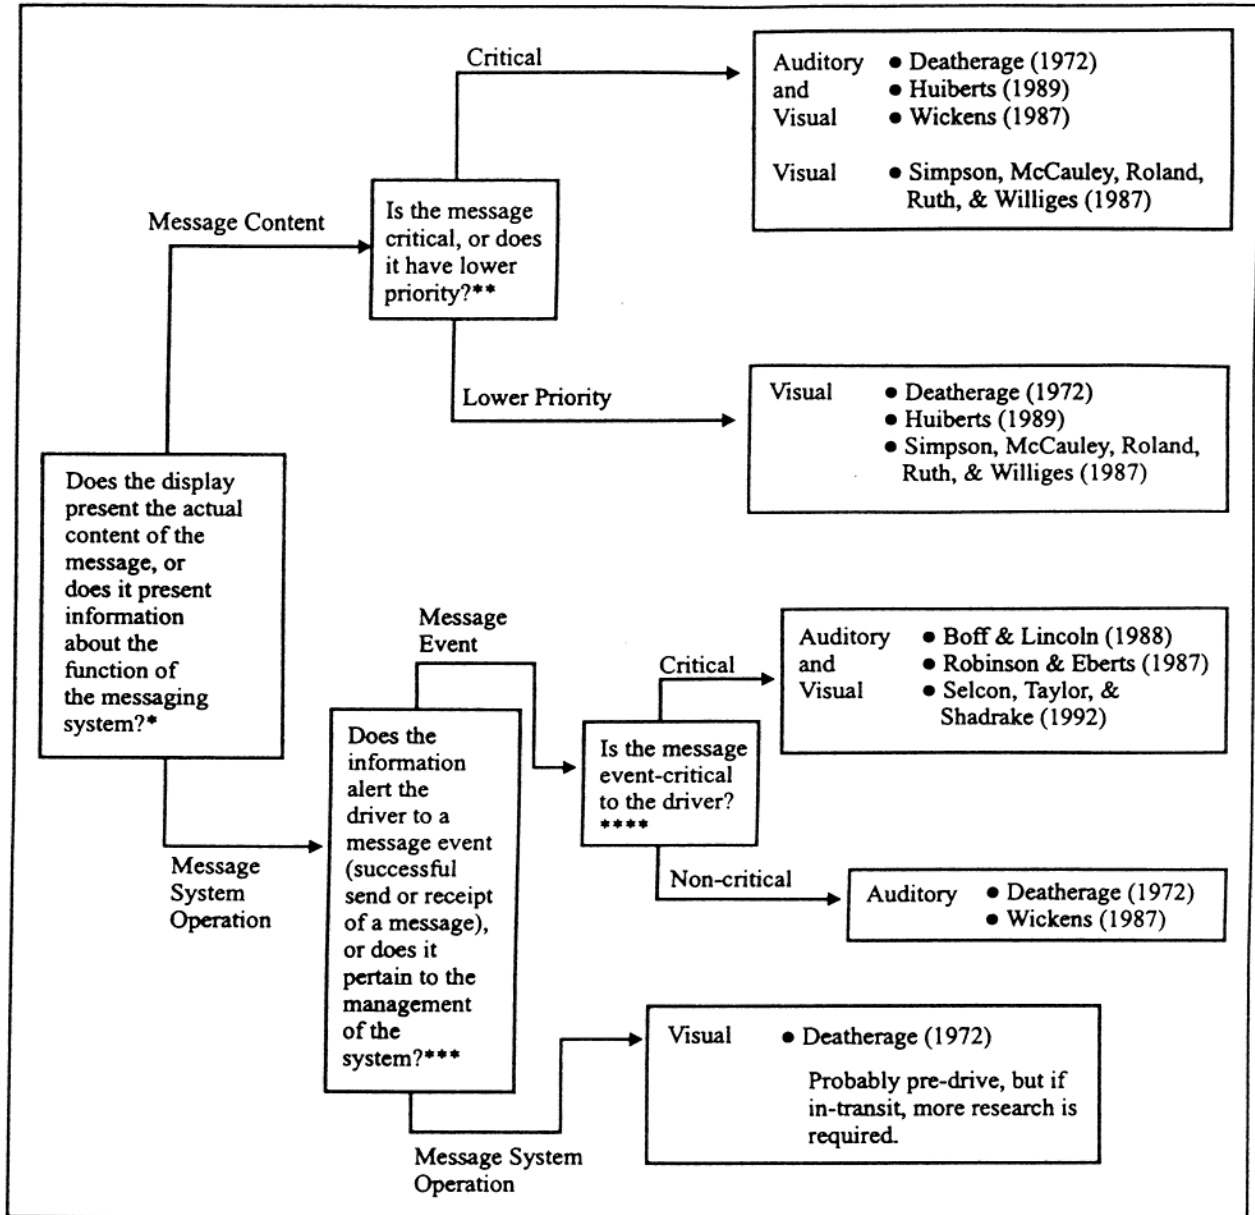 Critical
Auditory ● Deatherage (1972)
and ● Huiberts (1989)
Visual ● Wickens (1987)
Visual ● Simpson, McCauley, Roland,
Ruth, & Williges (1987)
Message Content
Is the message
critical, or does
it have lower
priority?**
Lower Priority
Visual ● Deatherage (1972)
● Huiberts (1989)
● Simpson, McCauley, Roland,
Ruth, & Williges (1987)
Does the display
present the actual
content of the
message, or
does it present
information
about the
function of
the messaging
system?*
Message
System
Operation
Does the
information
alert the
driver to a
message event
(successful
send or receipt
of a message),
or does it
pertain to the
management
of the
system?***
Message
Event
Is the message
event-critical
to the driver?
****
Critical
Auditory ● Boff & Lincoln (1988)
and ● Robinson & Eberts (1987)
Visual ● Selcon, Taylor, &
Shadrake (1992)
Non-critical
Auditory ● Deatherage (1972)
● Wickens (1987)
Message System
Operation
Visual ● Deatherage (1972)
Probably pre-drive, but if
in-transit, more research is
required.